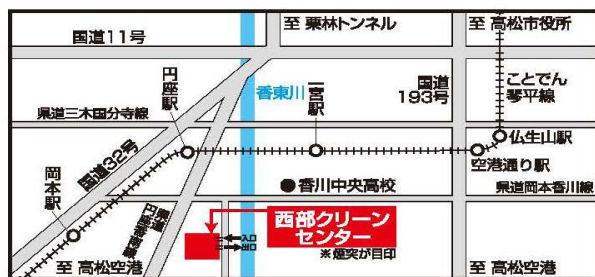 至 栗林トンネル
至 高松市役所
国道11号
円座駅
香東川
一宮駅
国道
193号
ことでん
琴平線
県道三木国分寺線
仏生山駅
国道32号
空港通り駅
岡本駅
香川中央高校
県道岡本香川線
県道
円座香南線
西部クリーン
センター
入口
出口
※煙突が目印
至 高松空港
至 高松空港